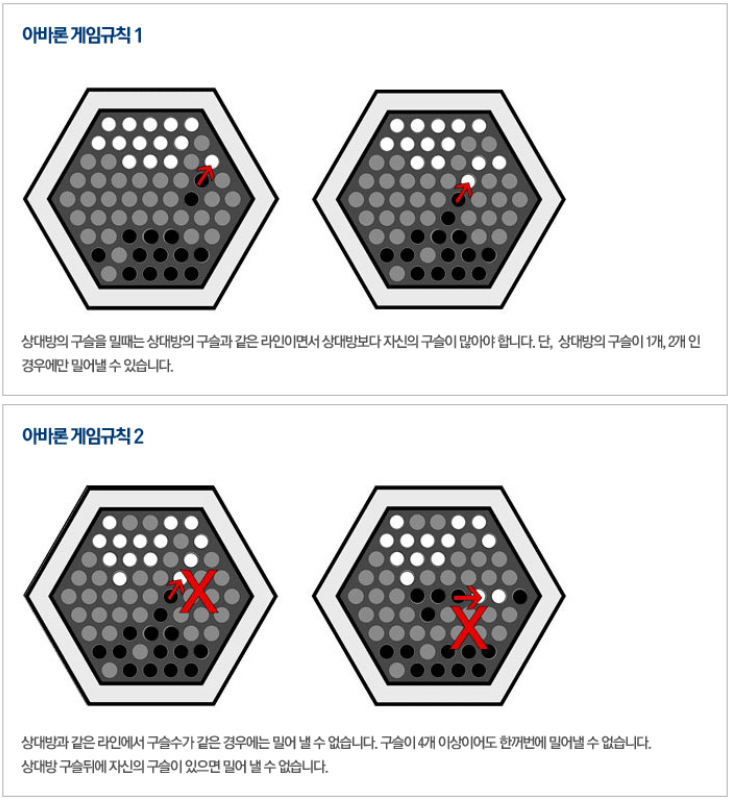 아바론 게임규칙 1
상대방의 구슬을 밀때는 상대방의 구슬과 같은 라인이면서 상대방보다 자신의 구슬이 많아야 합니다. 단, 상대방의 구슬이 1개, 2개 인
경우에만 밀어낼 수 있습니다.
아바론 게임규칙 2
X
X
상대방과 같은 라인에서 구슬수가 같은 경우에는 밀어 낼 수 없습니다. 구슬이 4개 이상이어도 한꺼번에 밀어낼 수 없습니다.
상대방 구슬뒤에 자신의 구슬이 있으면 밀어 낼 수 없습니다.